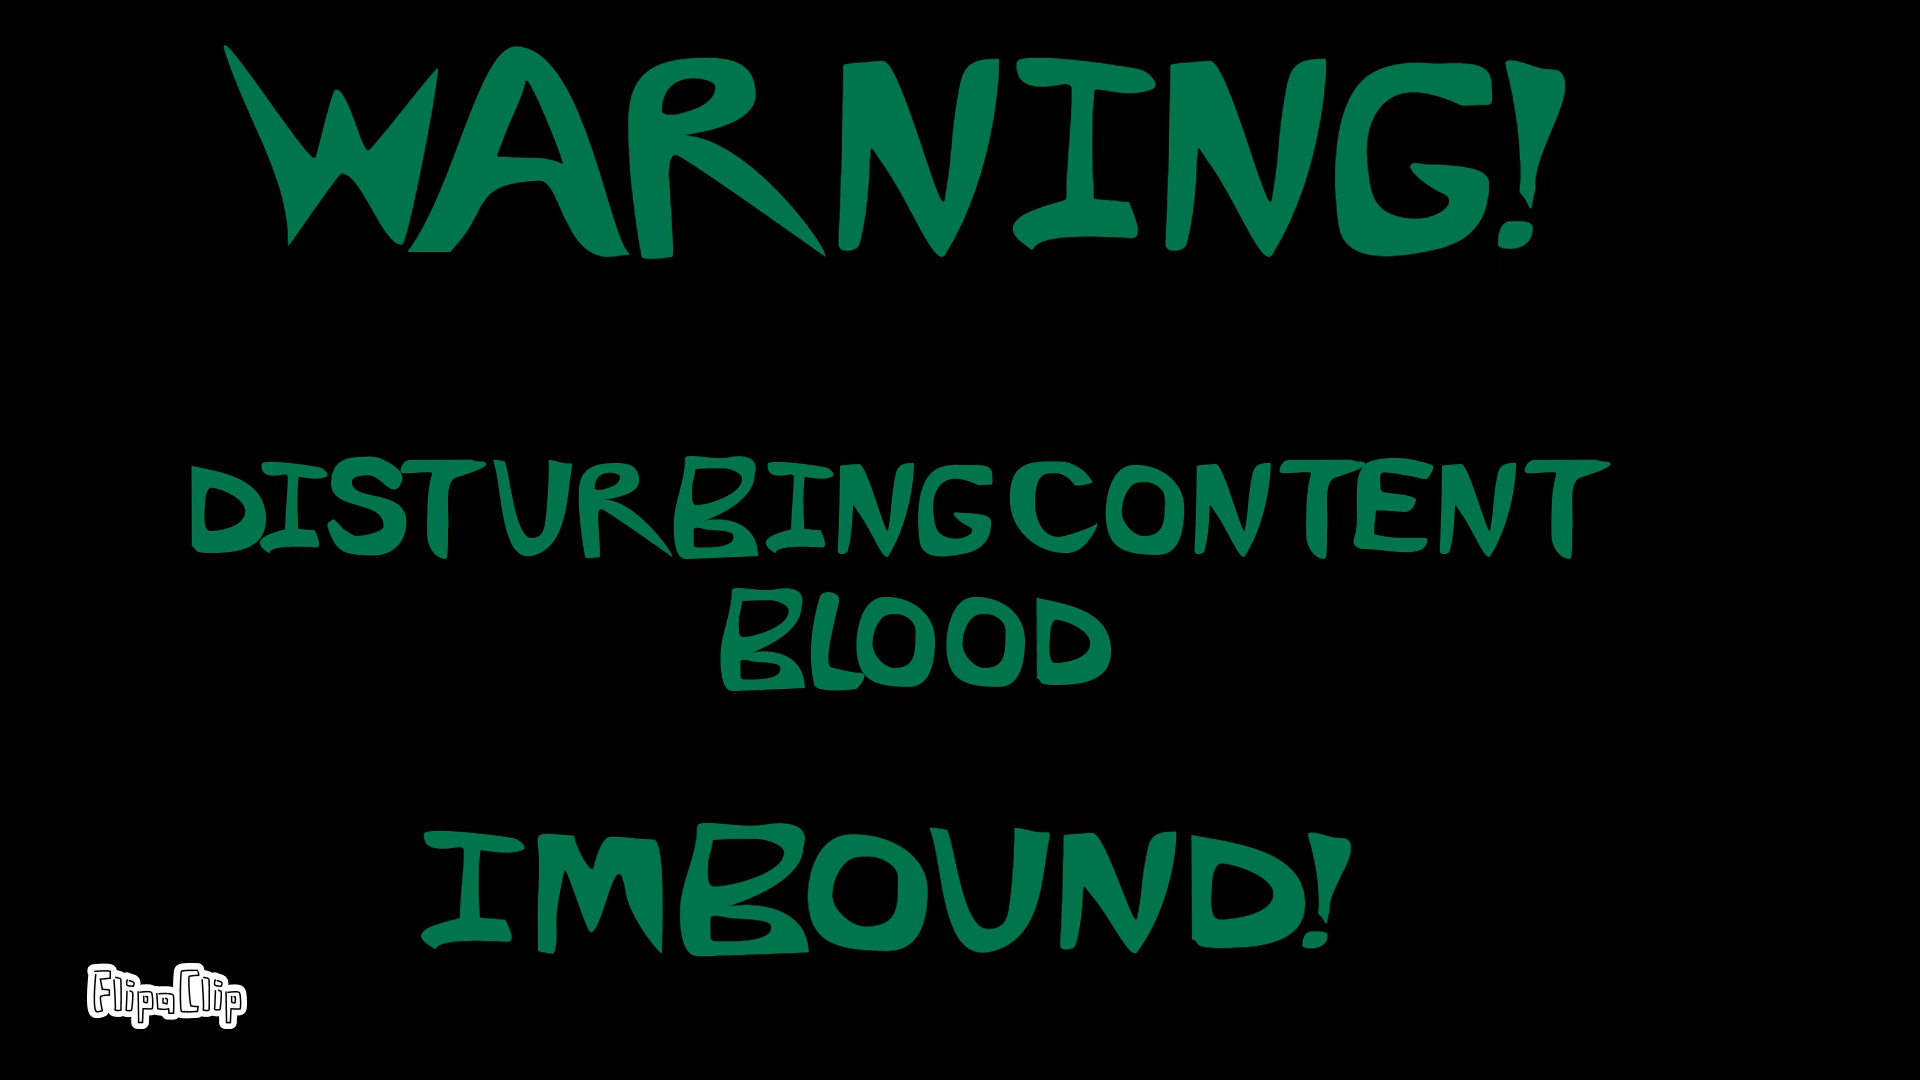 WARNING!
DISTURBING CONTENT
BLOOD
IMBOUND!
FlipaClip